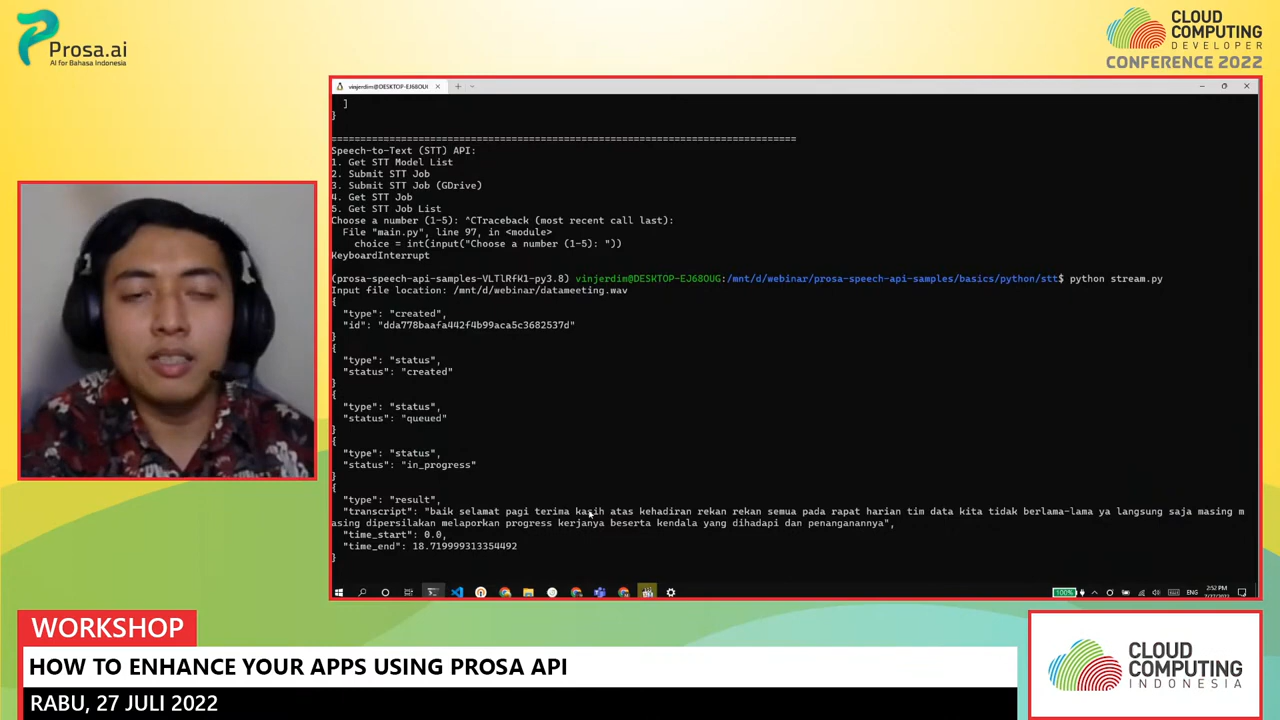 Prosa.ai
AI for Bahasa Indonesia
CLOUD
COMPUTING
DEVELOPER
CONFERENCE 2022
vinjerdim@DESKTOP-EJ68OUG
]
}
================================================================================
Speech-to-Text (STT) API:
1. Get STT Model List
2. Submit STT Job
3. Submit STT Job (GDrive)
4. Get STT Job
5. Get STT Job List
Choose a number (1-5): ^CTraceback (most recent call last):
File "main.py", line 97, in <module>
choice = int(input("Choose a number (1-5): "))
KeyboardInterrupt
(prosa-speech-api-samples-VLTlRfK1-py3.8) vinjerdim@DESKTOP-EJ68OUG:/mnt/d/webinar/prosa-speech-api-samples/basics/python/stt$ python stream.py
Input file location: /mnt/d/webinar/datameeting.wav
{
"type": "created",
"id": "dda778baafa442f4b99aca5c3682537d"
}
{
"type": "status",
"status": "created"
}
{
"type": "status",
"status": "queued"
}
{
"type": "status",
"status": "in_progress"
}
{
"type": "result",
"transcript": "baik selamat pagi terima kasih atas kehadiran rekan rekan semua pada rapat harian tim data kita tidak berlama-lama ya langsung saja masing m
asing dipersilakan melaporkan progress kerjanya beserta kendala yang dihadapi dan penanganannya",
"time_start": 0.0,
"time_end": 18.719999313354492
}
100%
ENG
2:52 PM
WORKSHOP
HOW TO ENHANCE YOUR APPS USING PROSA API
RABU, 27 JULI 2022
CLOUD
COMPUTING
INDONESIA